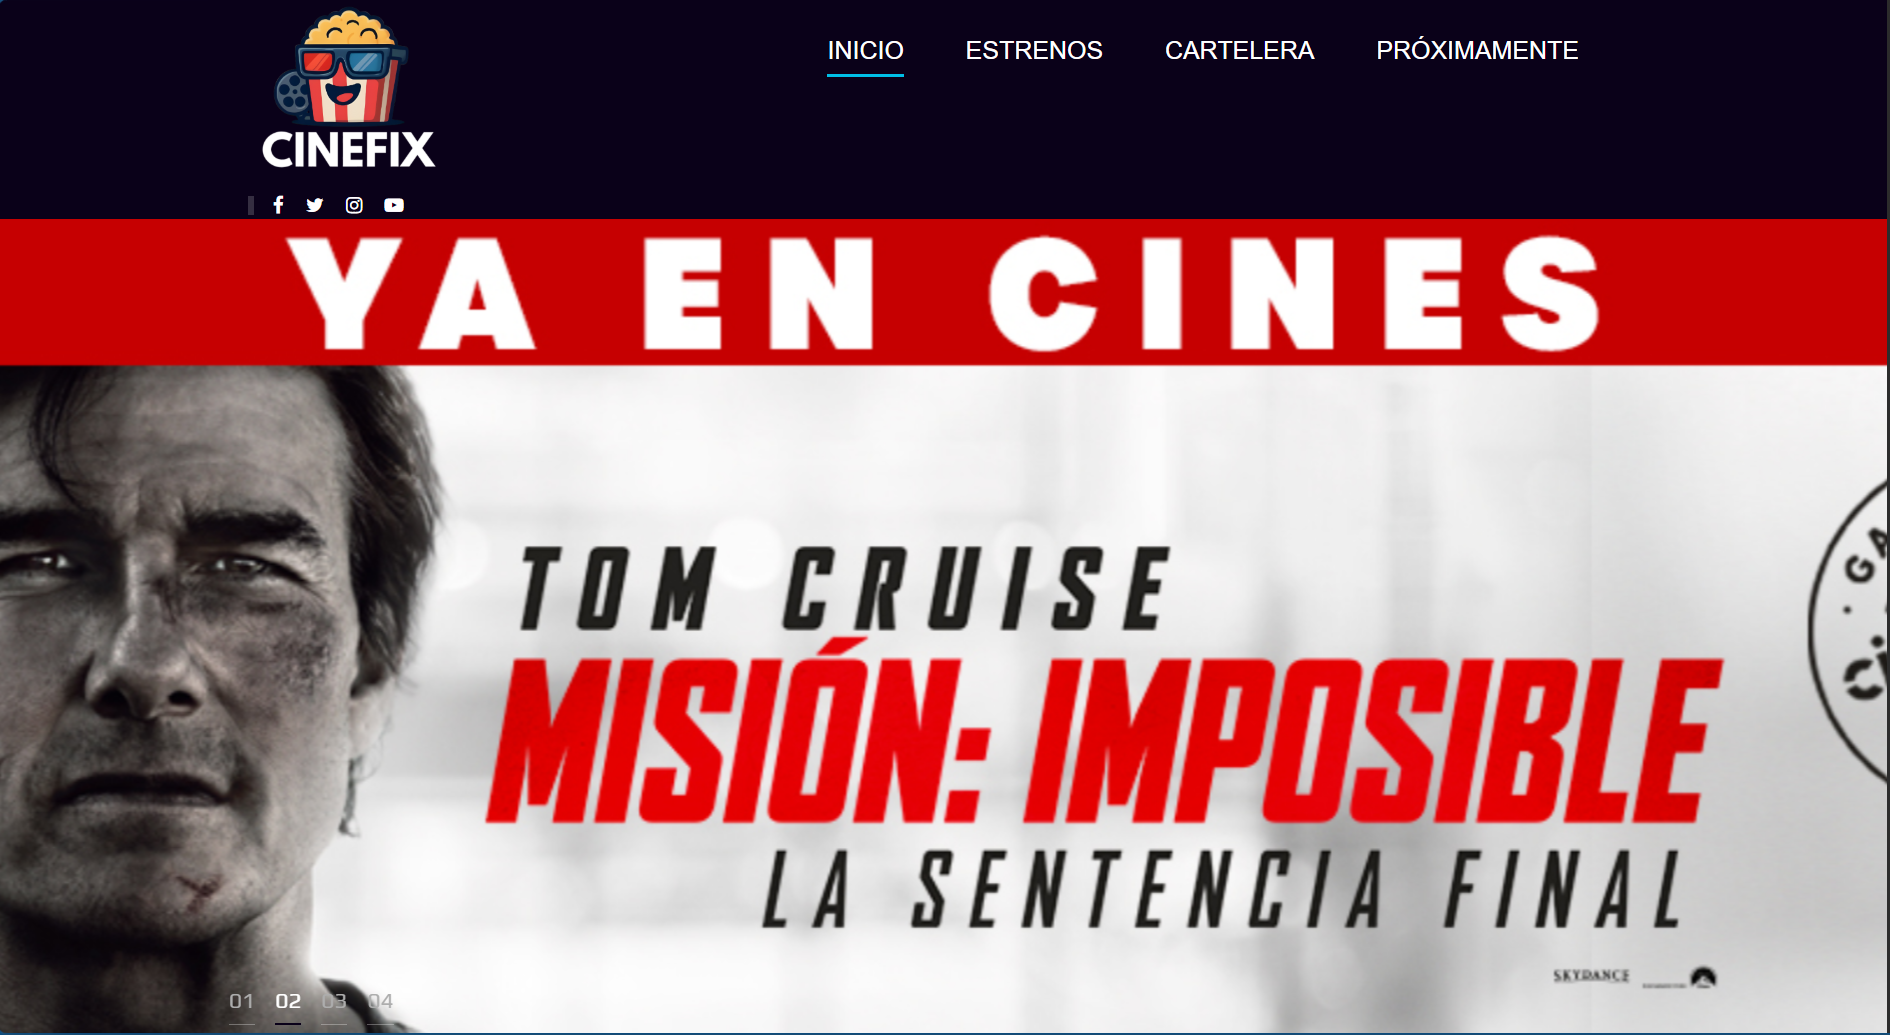 INICIO ESTRENOS CARTELERA PRÓXIMAMENTE
CINEFIX
YA EN CINES
TOM CRUISE
MISIÓN: IMPOSIBLE
LA SENTENCIA FINAL
SKYDANCE
01 02 03 04